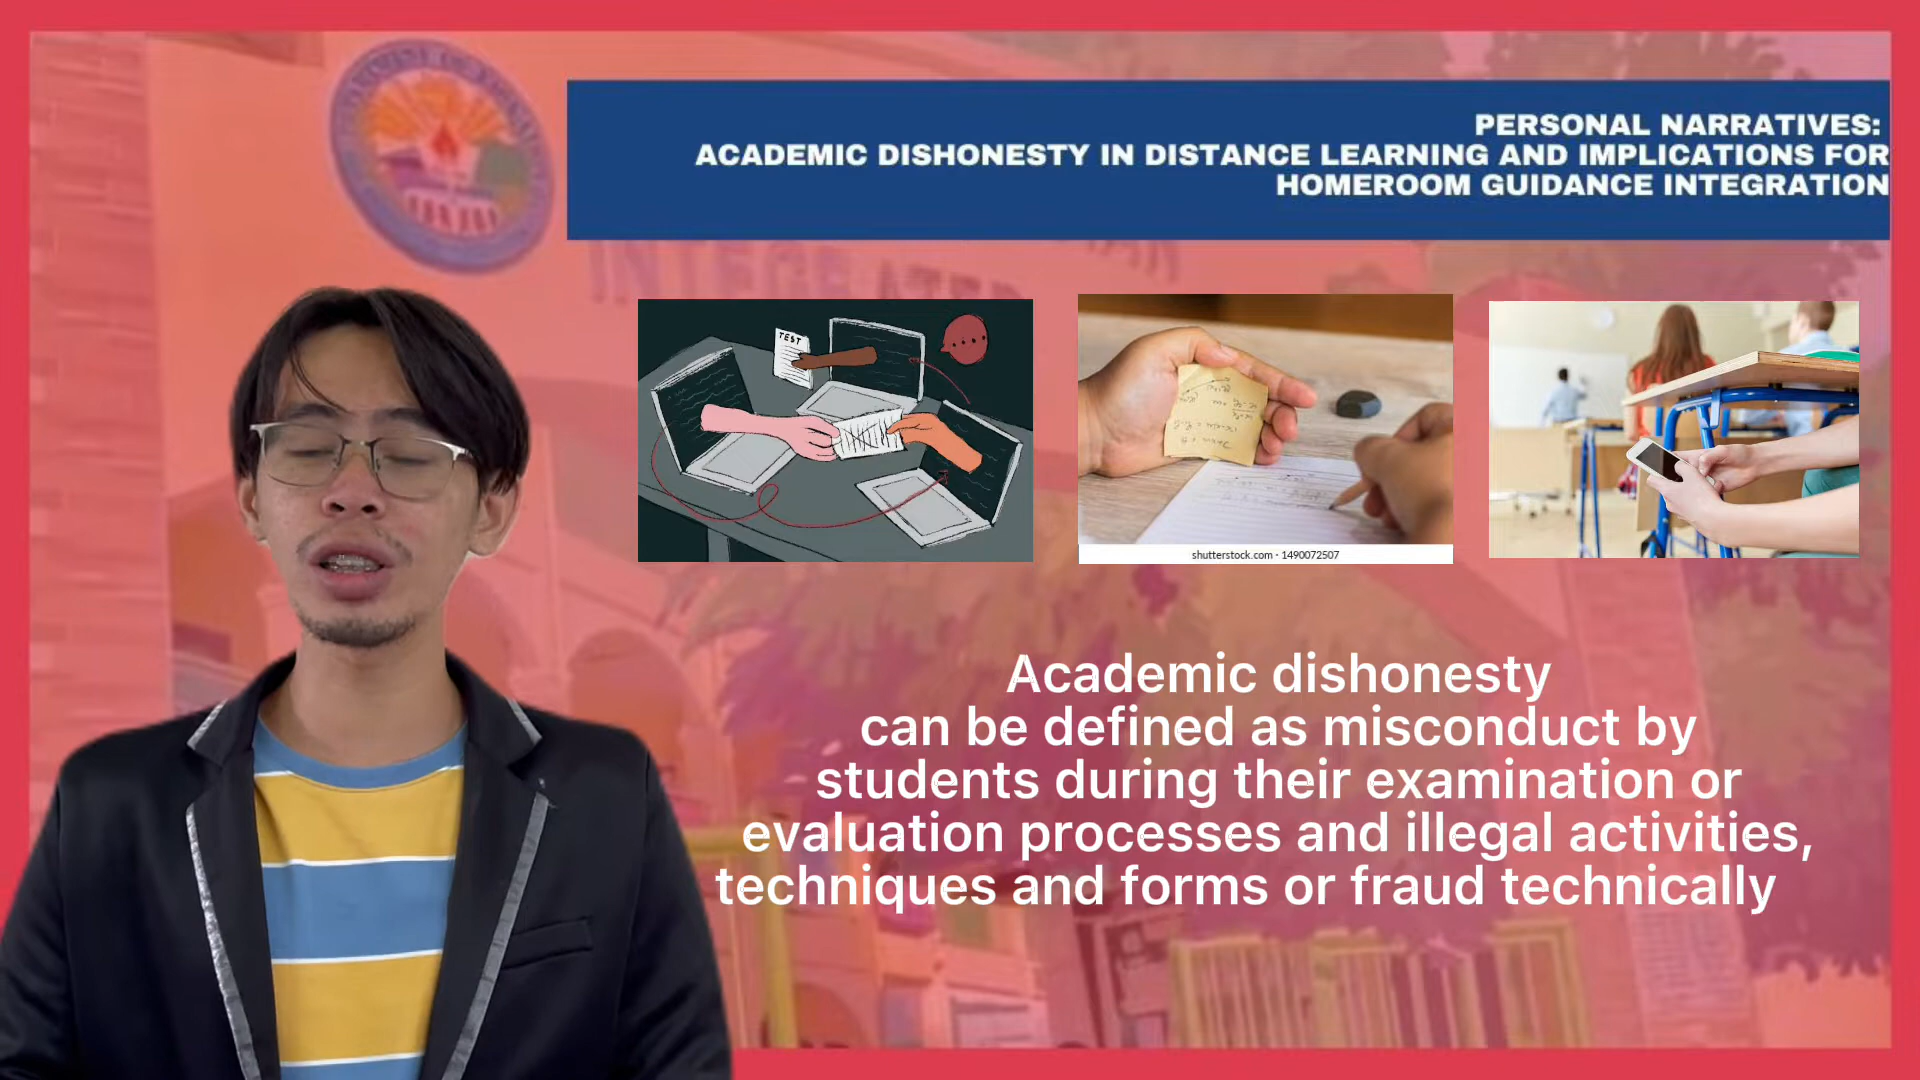 PERSONAL NARRATIVES:
ACADEMIC DISHONESTY IN DISTANCE LEARNING AND IMPLICATIONS FOR
HOMEROOM GUIDANCE INTEGRATION
TEST
shutterstock.com · 1490072507
Academic dishonesty
can be defined as misconduct by
students during their examination or
evaluation processes and illegal activities,
techniques and forms or fraud technically